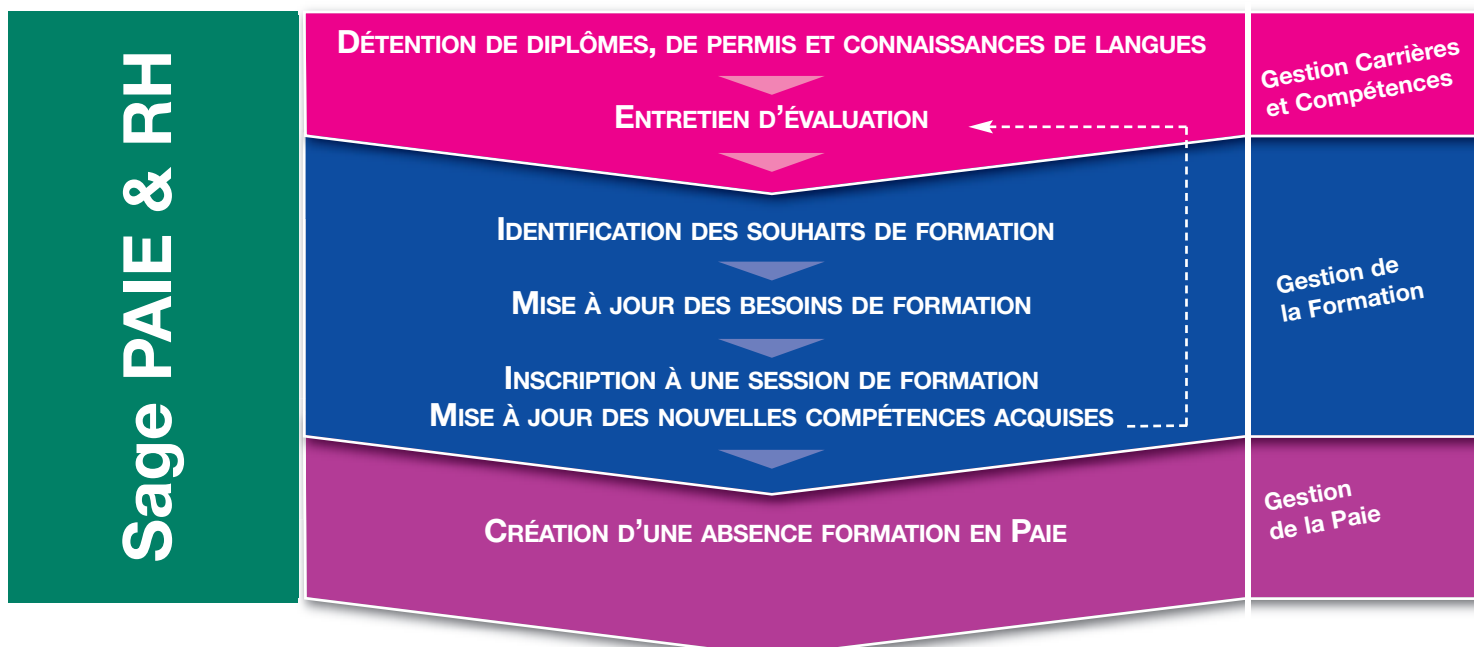 Sage PAIE & RH
DÉTENTION DE DIPLÔMES, DE PERMIS ET CONNAISSANCES DE LANGUES
ENTRETIEN D’ÉVALUATION
Gestion Carrières
et Compétences
IDENTIFICATION DES SOUHAITS DE FORMATION
MISE À JOUR DES BESOINS DE FORMATION
INSCRIPTION À UNE SESSION DE FORMATION
MISE À JOUR DES NOUVELLES COMPÉTENCES ACQUISES
Gestion de
la Formation
CRÉATION D’UNE ABSENCE FORMATION EN PAIE
Gestion
de la Paie